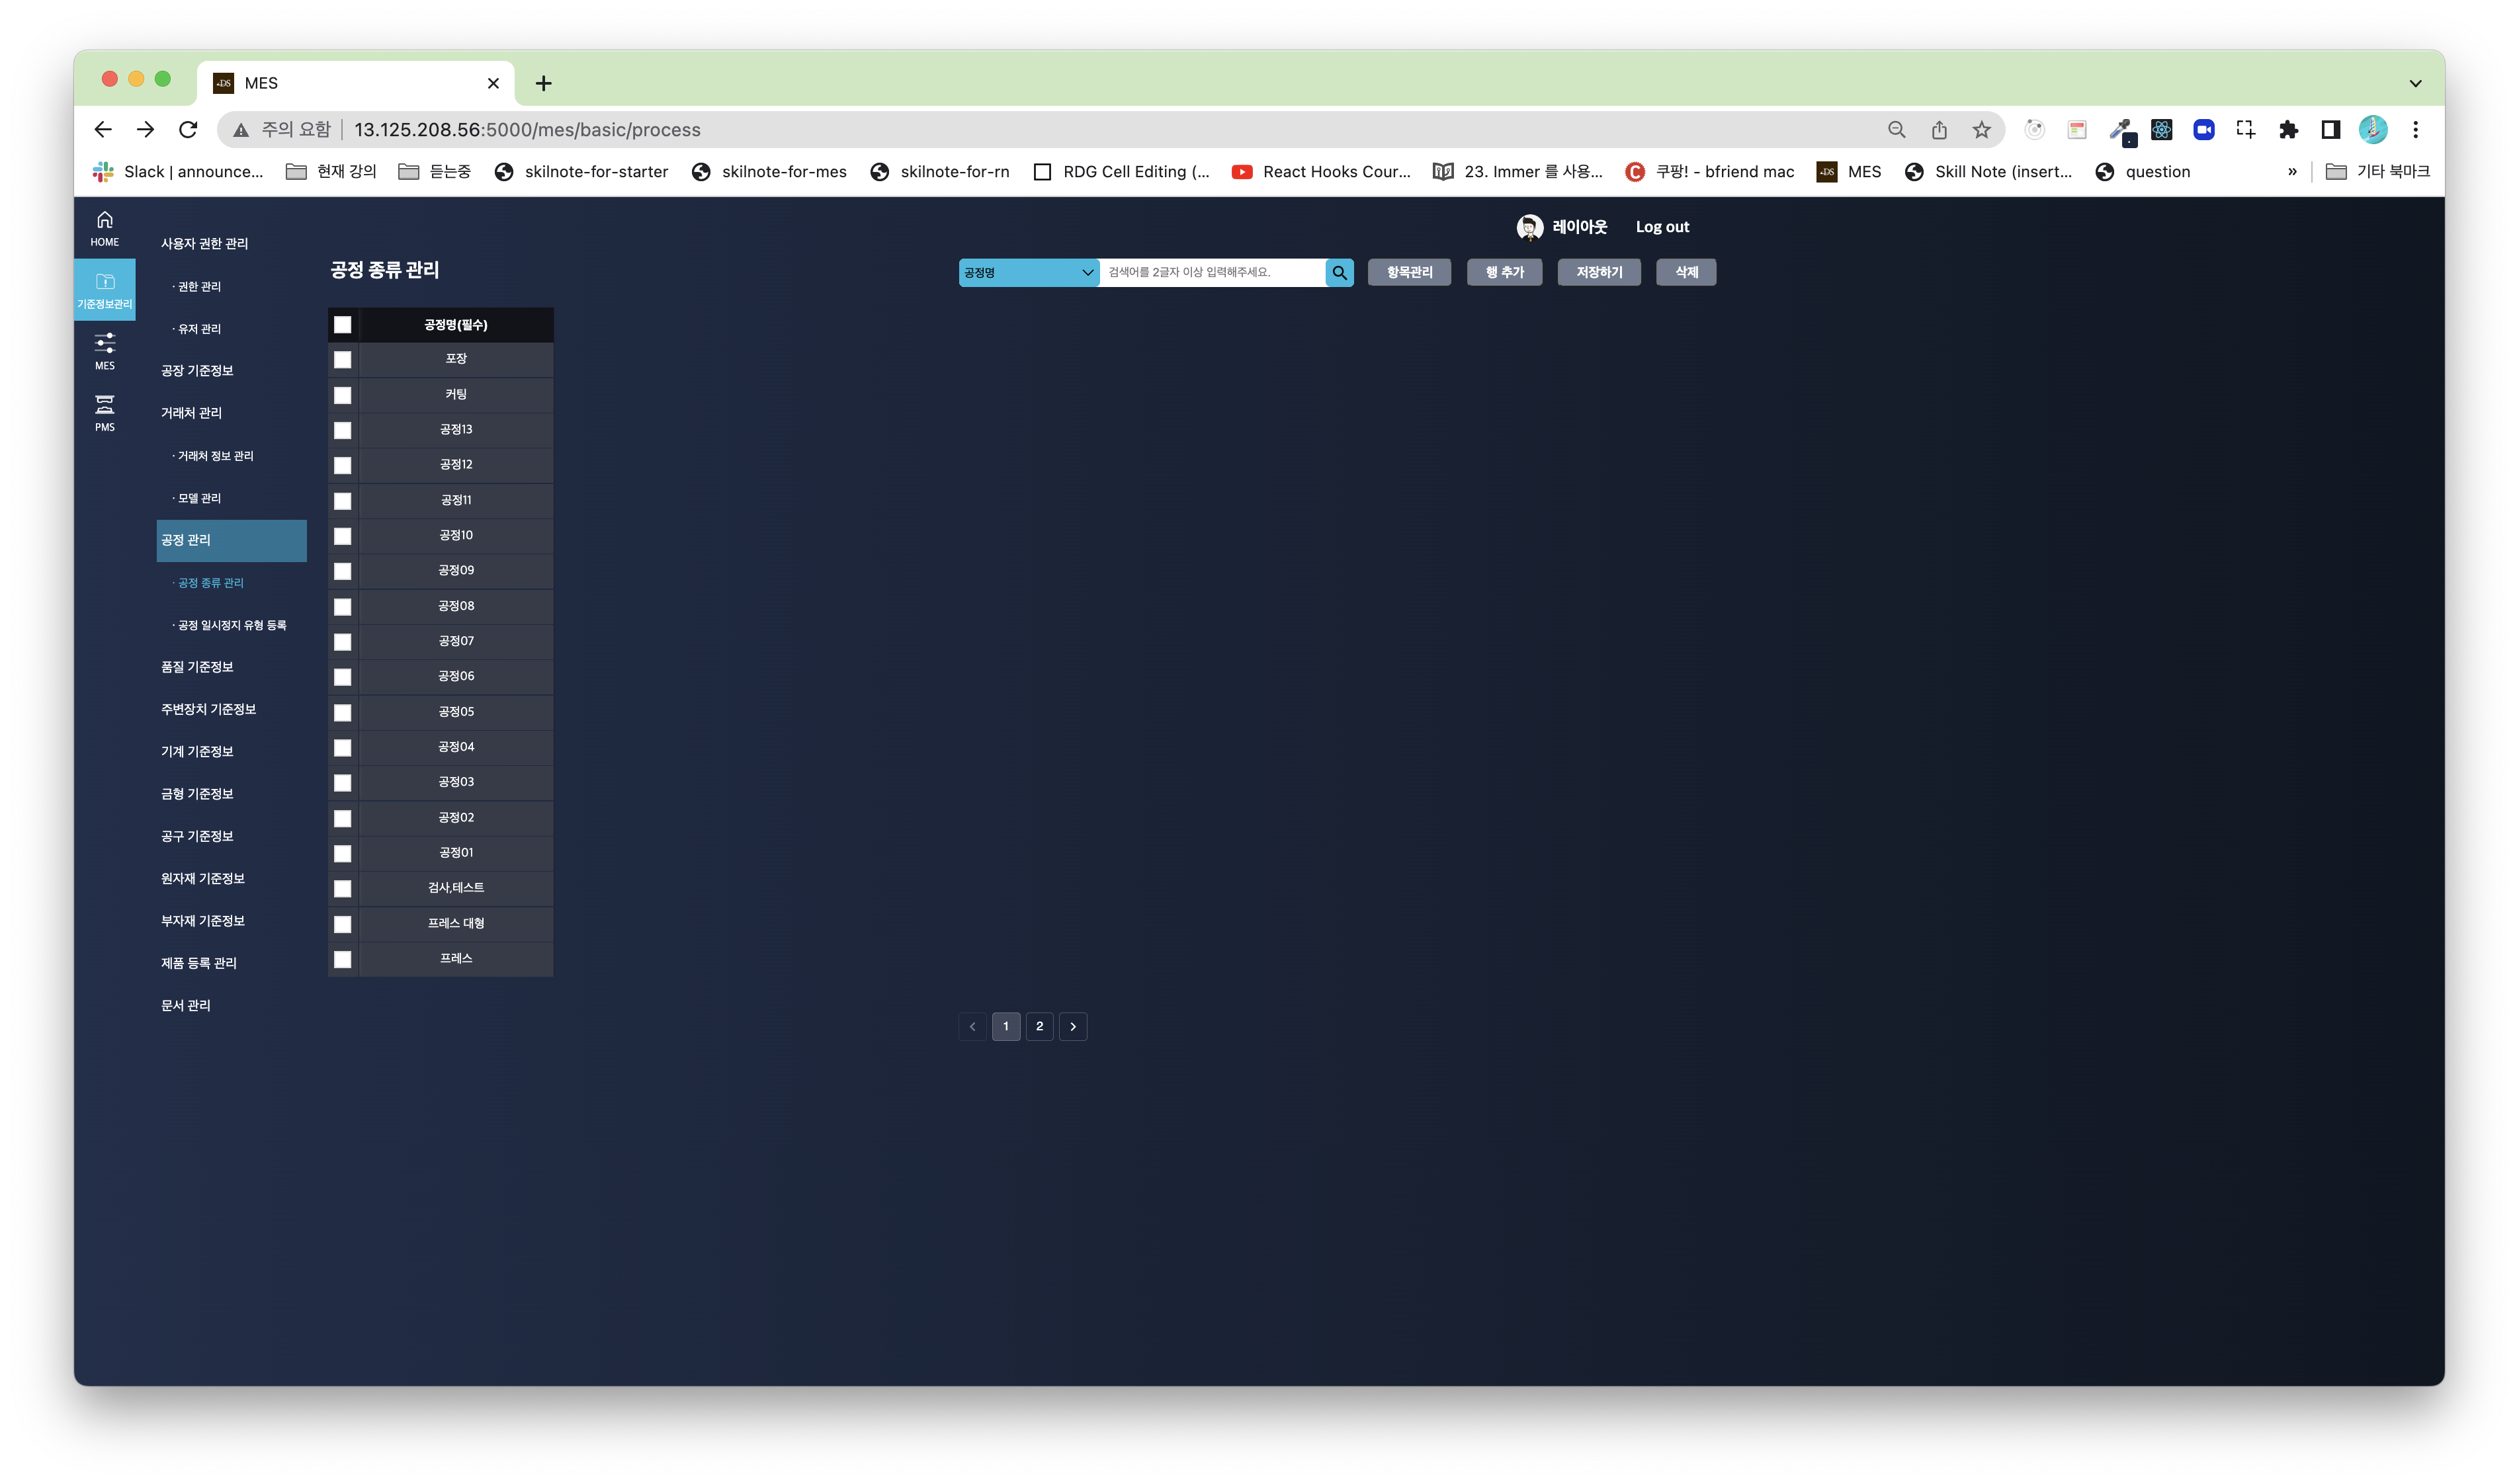 MES
주의 요함 13.125.208.56:5000/mes/basic/process
Slack | announce... 현재 강의 듣는중 skilnote-for-starter skilnote-for-mes skilnote-for-rn RDG Cell Editing (... React Hooks Cour... 23. Immer 를 사용... 쿠팡! - bfriend mac MES Skill Note (insert... question » 기타 북마크
HOME
기준정보관리
MES
PMS
사용자 권한 관리
· 권한 관리
· 유저 관리
공장 기준정보
거래처 관리
· 거래처 정보 관리
· 모델 관리
공정 관리
· 공정 종류 관리
· 공정 일시정지 유형 등록
품질 기준정보
주변장치 기준정보
기계 기준정보
금형 기준정보
공구 기준정보
원자재 기준정보
부자재 기준정보
제품 등록 관리
문서 관리
레이아웃 Log out
공정 종류 관리
공정명 검색어를 2글자 이상 입력해주세요. 항목관리 행 추가 저장하기 삭제
공정명(필수)
포장
커팅
공정13
공정12
공정11
공정10
공정09
공정08
공정07
공정06
공정05
공정04
공정03
공정02
공정01
검사,테스트
프레스 대형
프레스
1 2